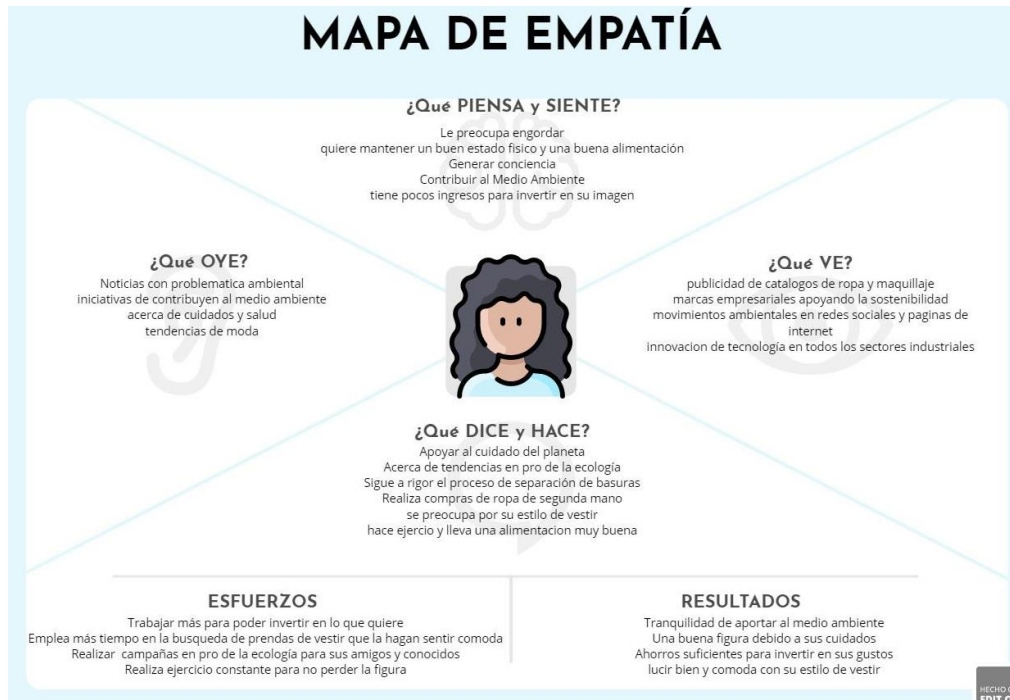 MAPA DE EMPATÍA
¿Qué PIENSA y SIENTE?
Le preocupa engordar
quiere mantener un buen estado fisico y una buena alimentación
Generar conciencia
Contribuir al Medio Ambiente
tiene pocos ingresos para invertir en su imagen
¿Qué OYE?
Noticias con problematica ambiental
iniciativas de contribuyen al medio ambiente
acerca de cuidados y salud
tendencias de moda
¿Qué VE?
publicidad de catalogos de ropa y maquillaje
marcas empresariales apoyando la sostenibilidad
movimientos ambientales en redes sociales y paginas de
internet
innovacion de tecnología en todos los sectores industriales
¿Qué DICE y HACE?
Apoyar al cuidado del planeta
Acerca de tendencias en pro de la ecología
Sigue a rigor el proceso de separación de basuras
Realiza compras de ropa de segunda mano
se preocupa por su estilo de vestir
hace ejercio y lleva una alimentacion muy buena
ESFUERZOS
Trabajar más para poder invertir en lo que quiere
Emplea más tiempo en la busqueda de prendas de vestir que la hagan sentir comoda
Realizar campañas en pro de la ecología para sus amigos y conocidos
Realiza ejercicio constante para no perder la figura
RESULTADOS
Tranquilidad de aportar al medio ambiente
Una buena figura debido a sus cuidados
Ahorros suficientes para invertir en sus gustos
lucir bien y comoda con su estilo de vestir
HECHO
EDIT